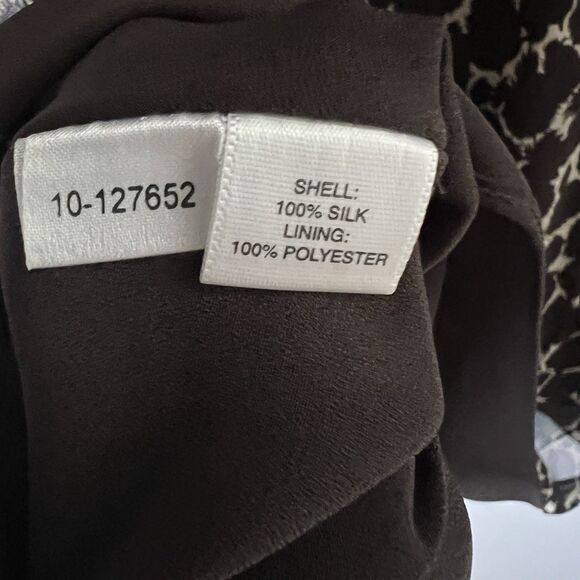 10-127652
SHELL:
100% SILK
LINING:
100% POLYESTER